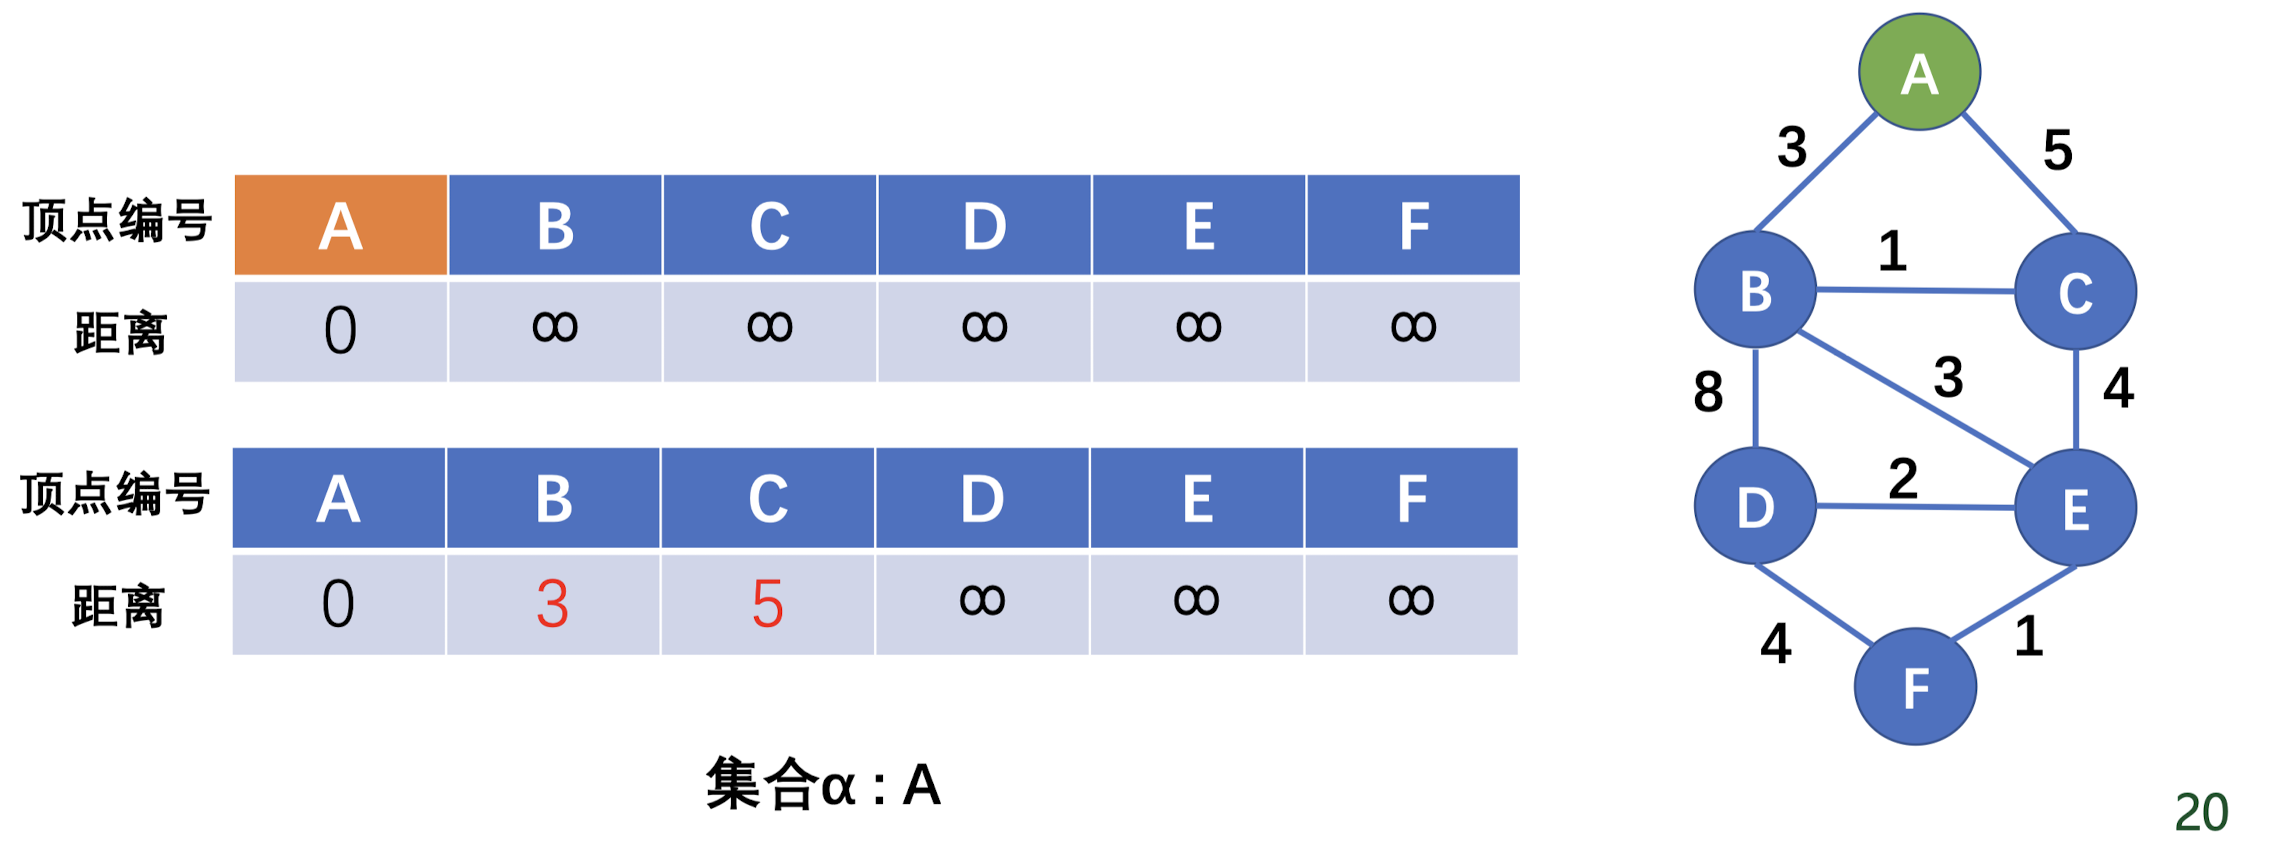 顶点编号 A B C D E F
距离 0 ∞ ∞ ∞ ∞ ∞
顶点编号 A B C D E F
距离 0 3 5 ∞ ∞ ∞
集合α : A
A
3 5
B 1 C
8 3 4
D 2 E
4 1
F
20